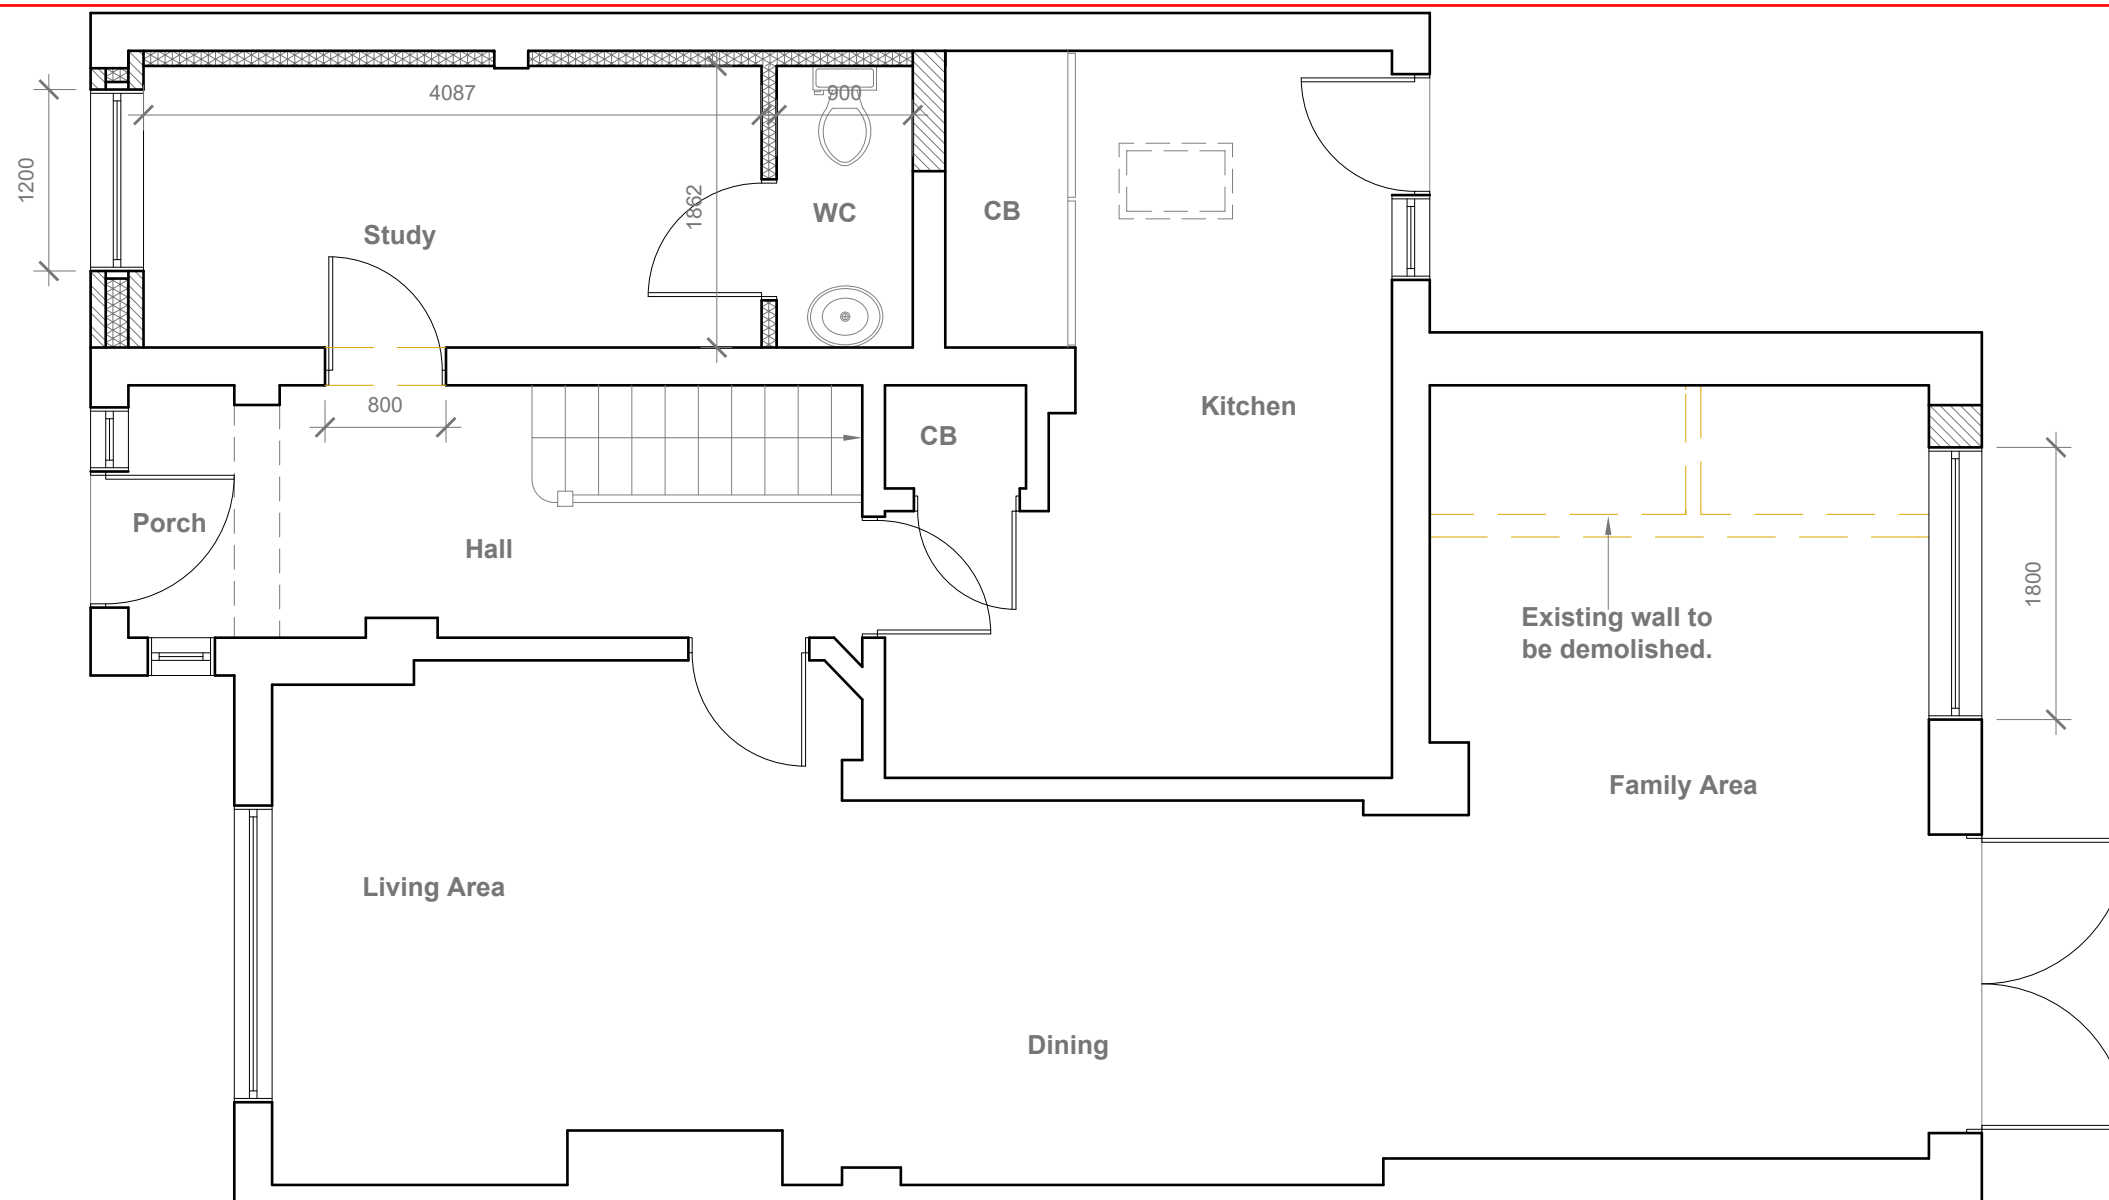 4087
900
1200
1862
Study
WC
CB
800
Kitchen
CB
Porch
Hall
1800
Existing wall to
be demolished.
Family Area
Living Area
Dining